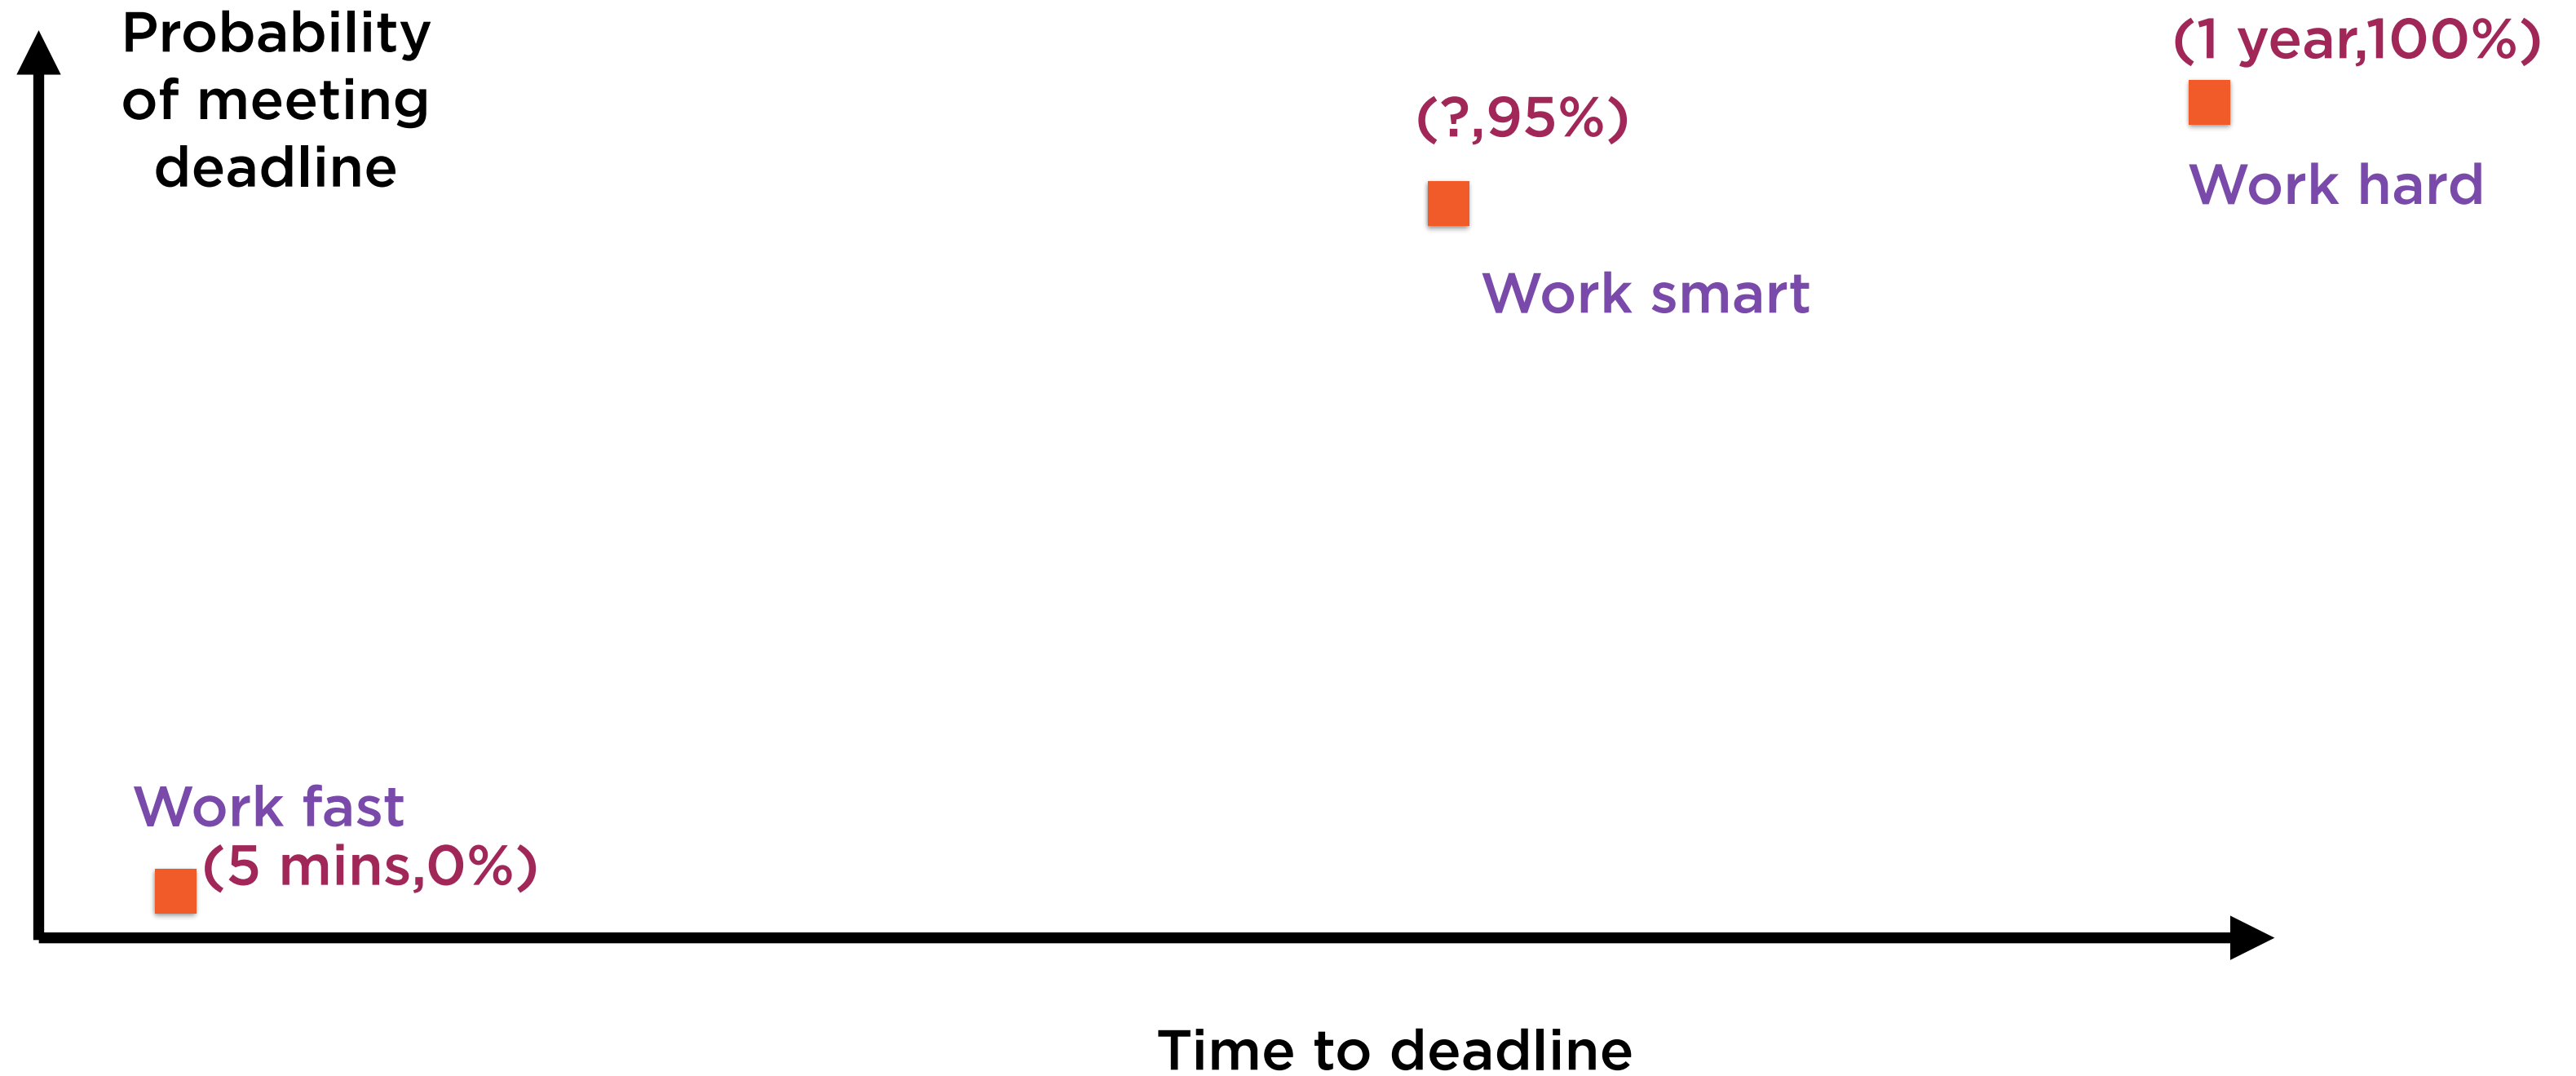 Probability
of meeting
deadline
(1 year,100%)
Work hard
(?,95%)
Work smart
Work fast
(5 mins,0%)
Time to deadline